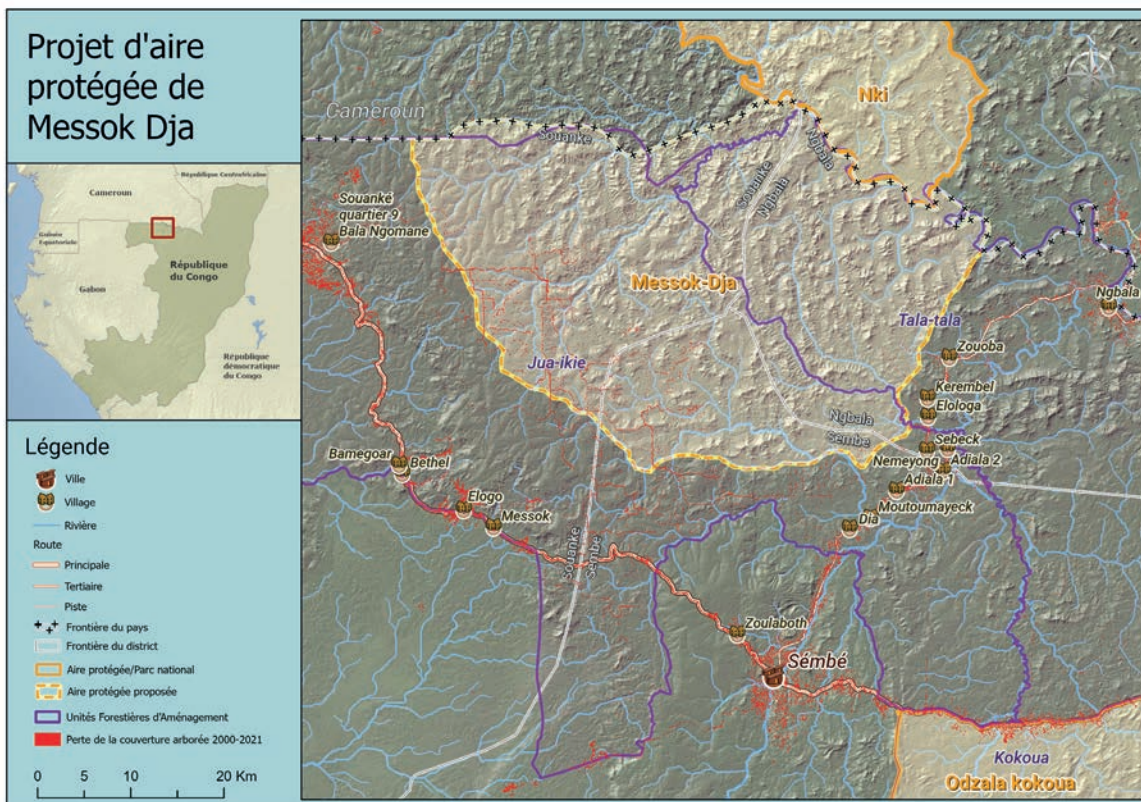 Projet d'aire
protégée de
Messok Dja
République Centrafricaine
Cameroun
Guinée
Equatoriale
République
du Congo
Gabon
République
démocratique
du Congo
Légende
Ville
Village
Rivière
Route
Principale
Tertiaire
Piste
Frontière du pays
Frontière du district
Aire protégée/Parc national
Aire protégée proposée
Unités Forestières d'Aménagement
Perte de la couverture arborée 2000-2021
0 5 10 20 Km
Cameroun
Souanke
Nki
Ngbala
Souanke
Ngbala
Souanké
quartier 9
Bala Ngomane
Messok-Dja
Ngbala
Tala-tala
Zouoba
Jua-ikie
Kerembel
Elologa
Ngbala
Sembe
Sebeck
Bamegoar
Bethel
Nemeyong
Adiala 2
Adiala 1
Elogo
Moutoumayeck
Messok
Dia
Souanke
Sembe
Zoulaboth
Sémbé
Kokoua
Odzala kokoua